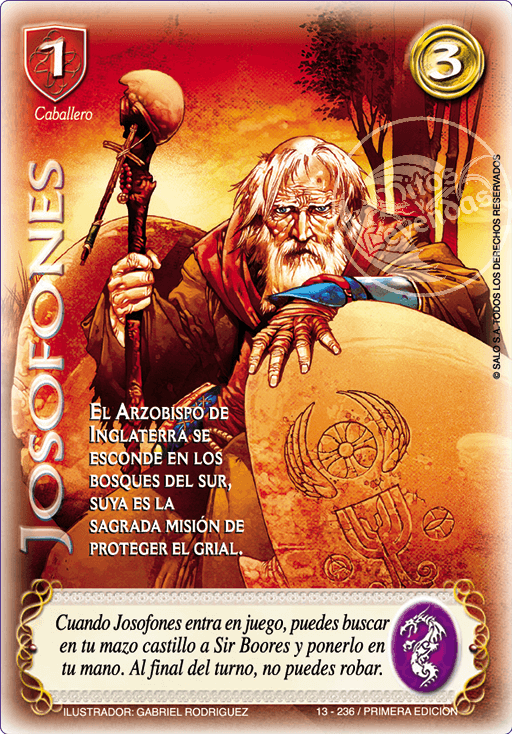 1
3
Caballero
Mitos
Leyendas
JOSOFONES
© SALO S.A. TODOS LOS DERECHOS RESERVADOS
EL ARZOBISPO DE
INGLATERRA SE
ESCONDE EN LOS
BOSQUES DEL SUR,
SUYA ES LA
SAGRADA MISIÓN DE
PROTEGER EL GRIAL.
Cuando Josofones entra en juego, puedes buscar
en tu mazo castillo a Sir Boores y ponerlo en
tu mano. Al final del turno, no puedes robar.
ILUSTRADOR: GABRIEL RODRIGUEZ
13 - 236 / PRIMERA EDICIÓN